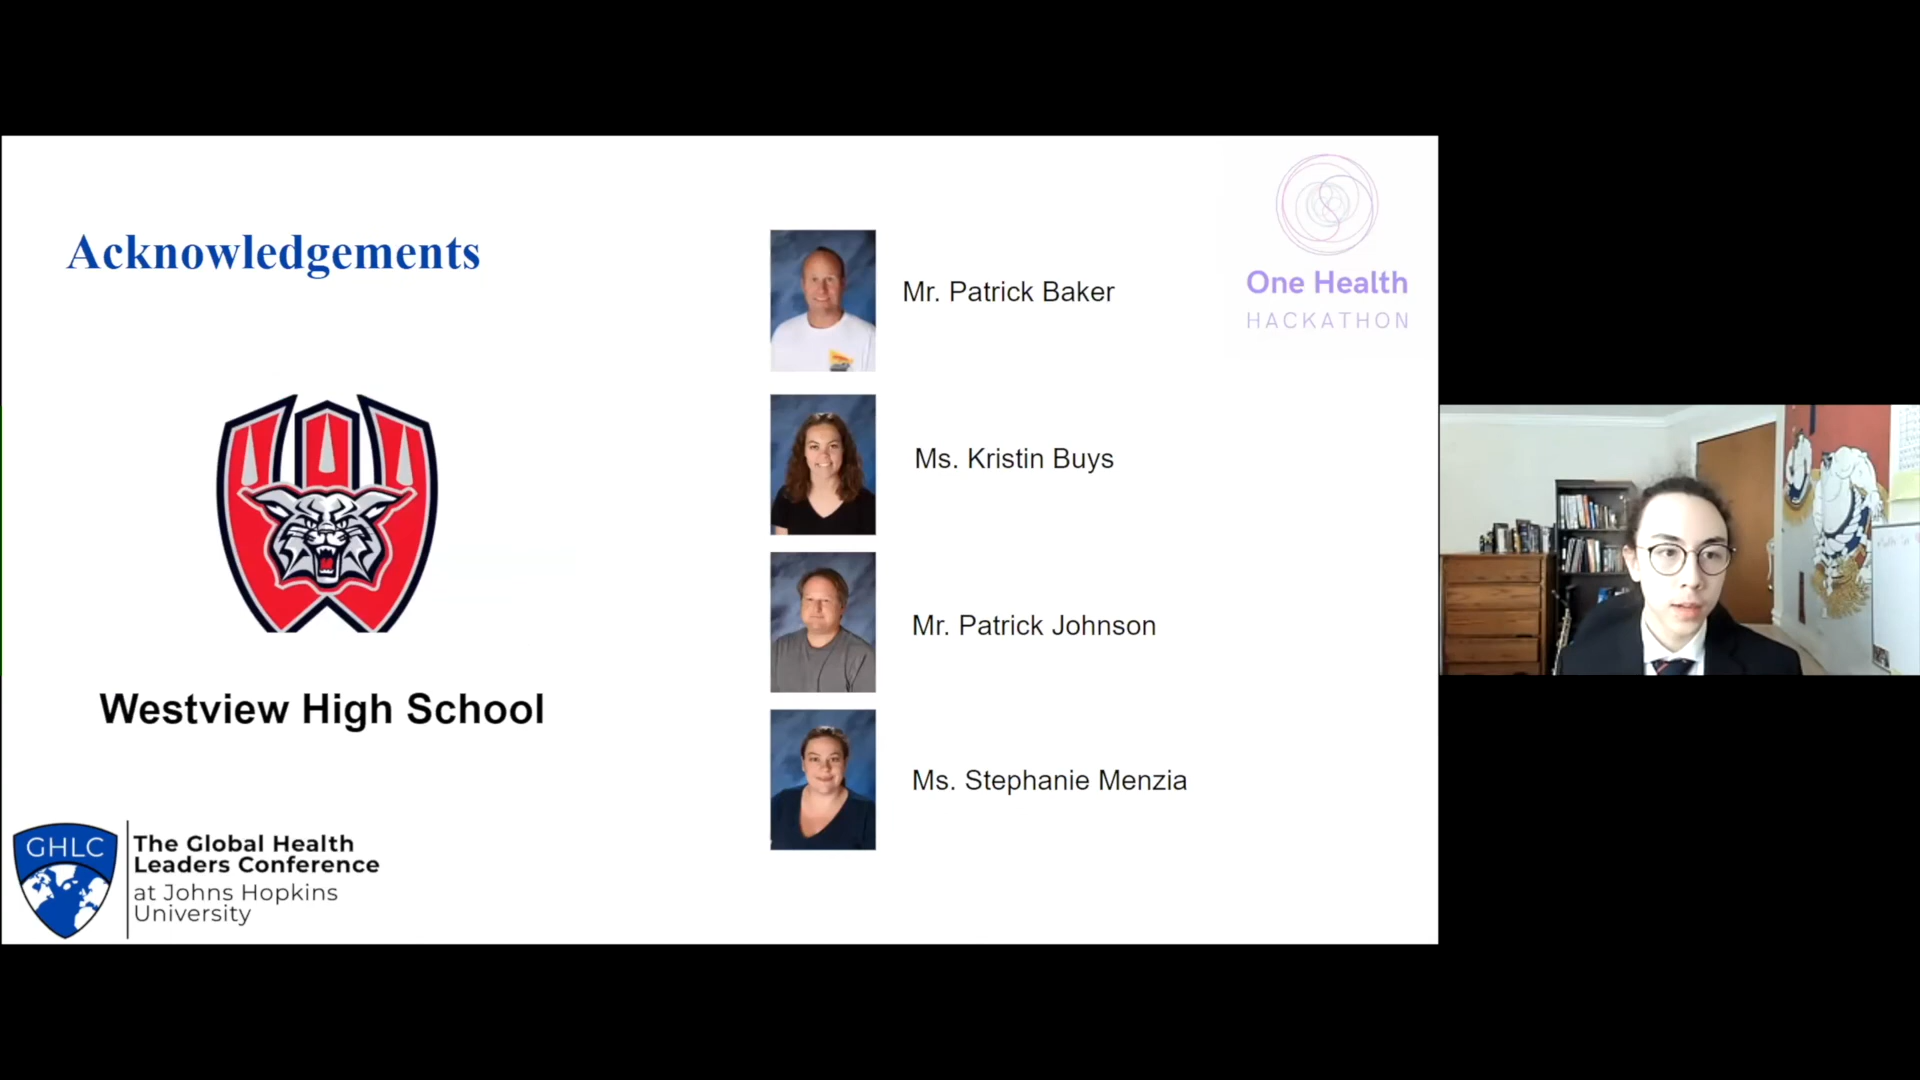 Acknowledgements
Westview High School
GHLC
The Global Health
Leaders Conference
at Johns Hopkins
University
Mr. Patrick Baker
Ms. Kristin Buys
Mr. Patrick Johnson
Ms. Stephanie Menzia
One Health
HACKATHON